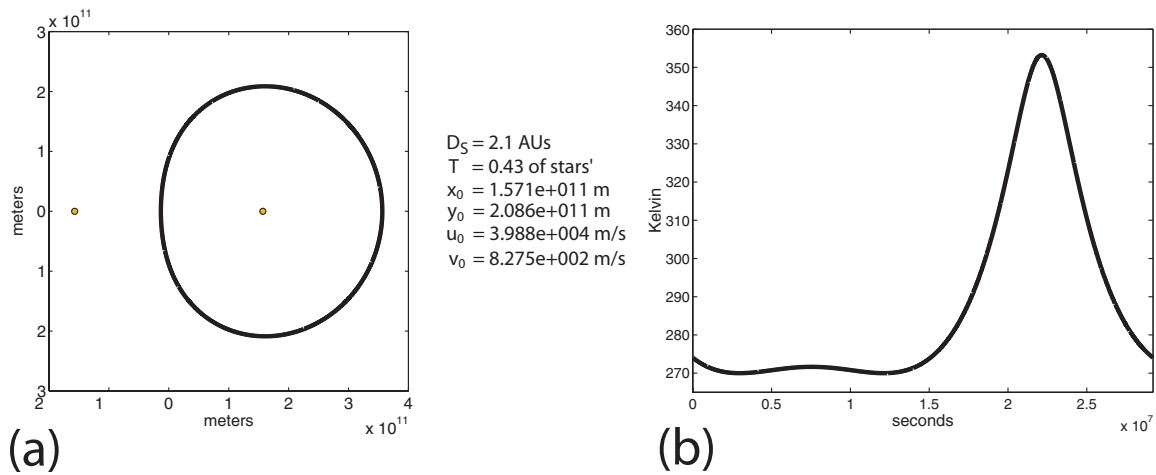 x 10^11
3
2
1
0
1
2
3
meters
2 1 0 1 2 3 4
meters
x 10^11
(a)
D_S = 2.1 AUs
T = 0.43 of stars'
x_0 = 1.571e+011 m
y_0 = 2.086e+011 m
u_0 = 3.988e+004 m/s
v_0 = 8.275e+002 m/s
360
350
340
330
320
310
300
290
280
270
Kelvin
0 0.5 1 1.5 2 2.5
seconds
x 10^7
(b)